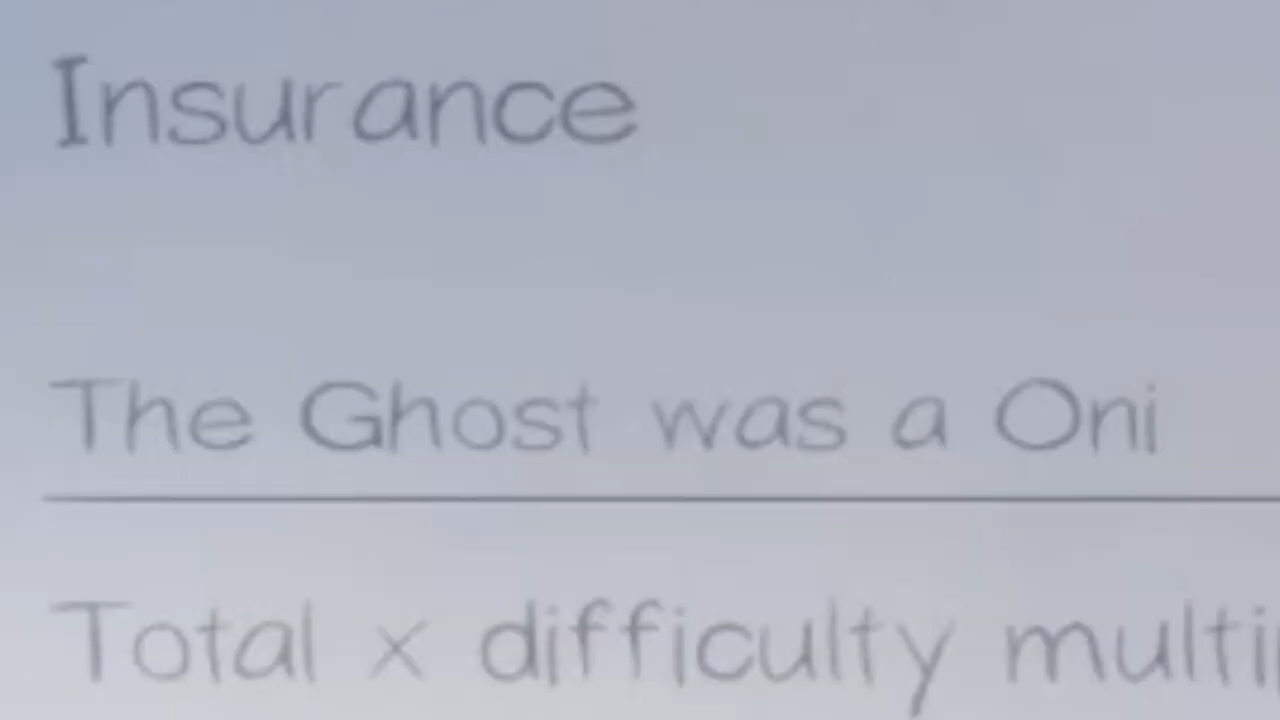 Insurance
The Ghost was a Oni
Total x difficulty